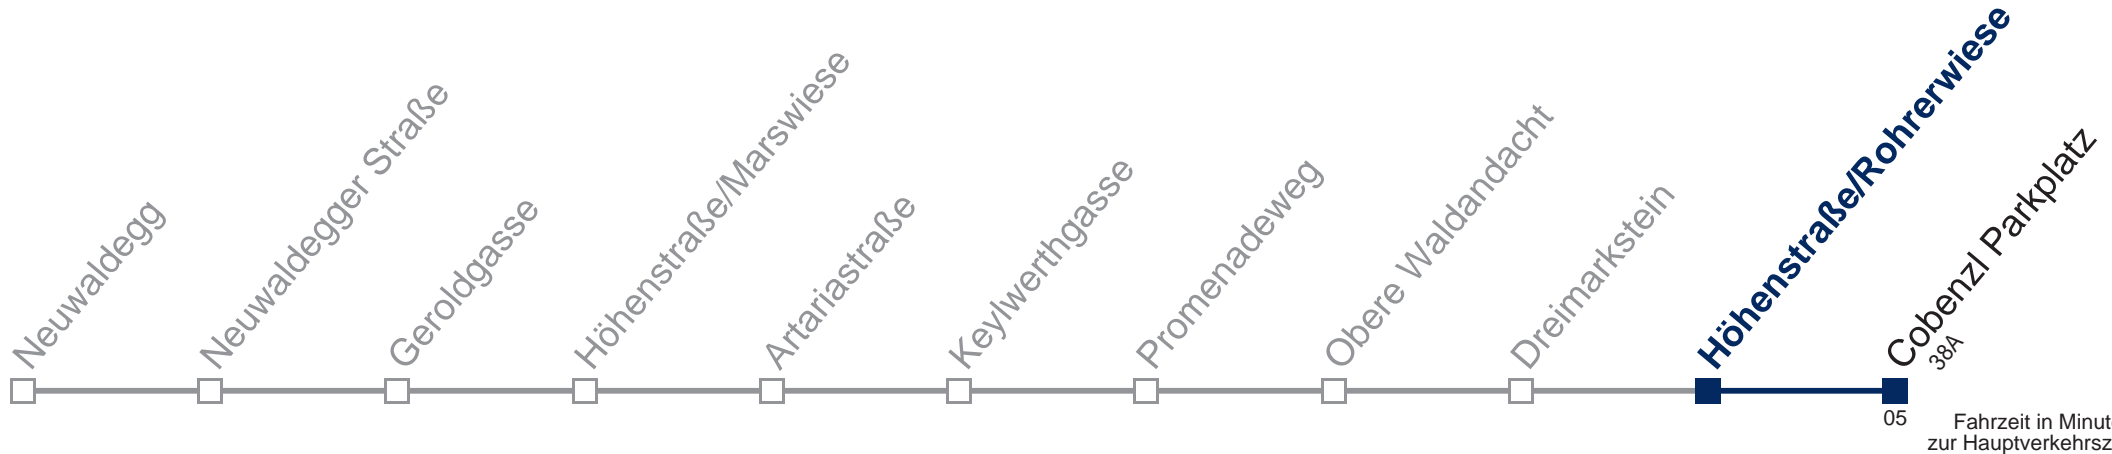 Neuwaldegg
Neuwaldegger Straße
Geroldgasse
Höhenstraße/Marswiese
Artariastraße
Keylwerthgasse
Promenadeweg
Obere Waldandacht
Dreimarkstein
Höhenstraße/Rohrerwiese
Cobenzl Parkplatz
38A
05
Fahrzeit in Minut
zur Hauptverkehrsz